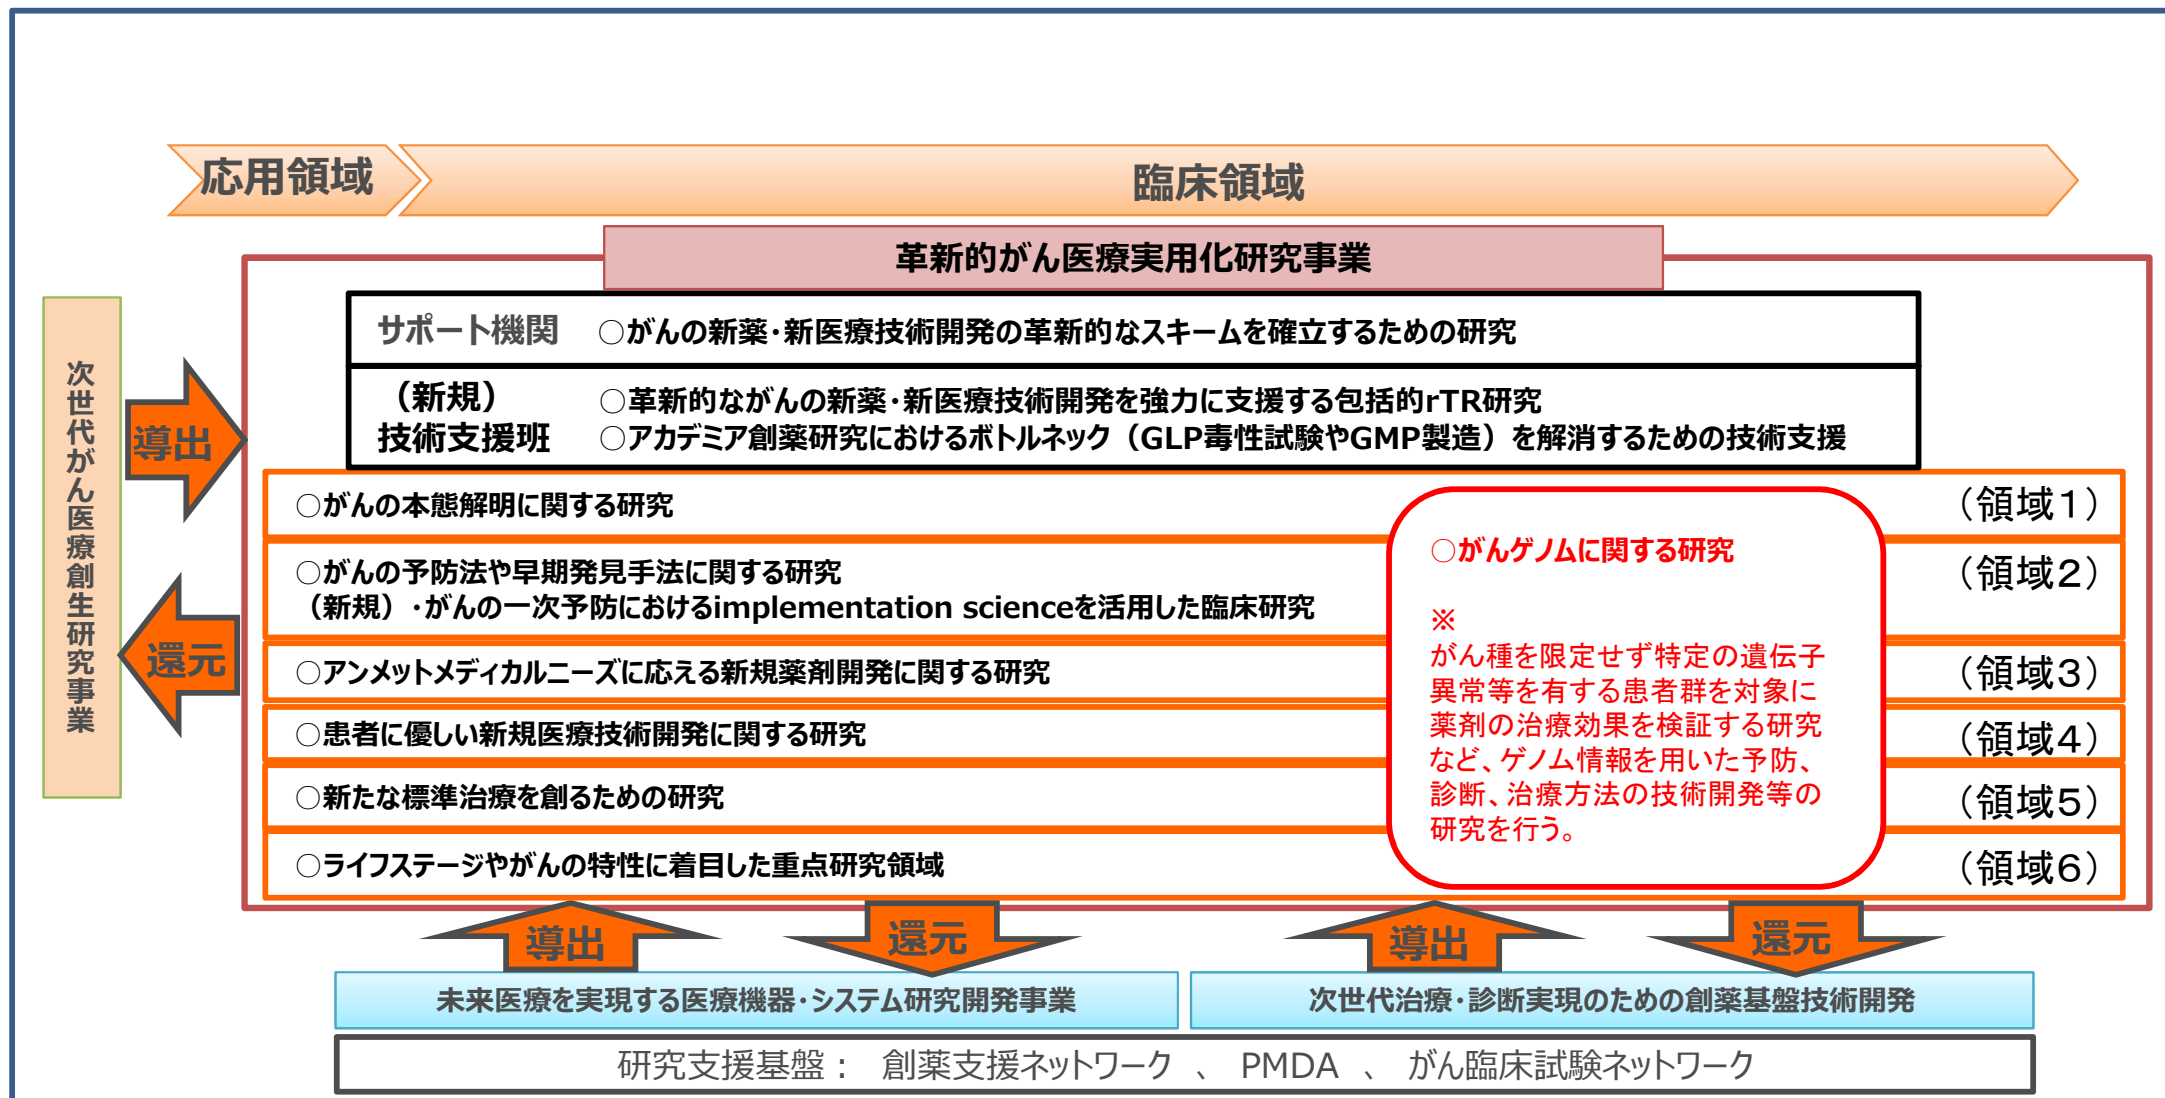 応用領域
臨床領域
革新的がん医療実用化研究事業
次世代がん医療創生研究事業
導出
還元
サポート機関 ○がんの新薬・新医療技術開発の革新的なスキームを確立するための研究
（新規）
技術支援班
○革新的ながんの新薬・新医療技術開発を強力に支援する包括的rTR研究
○アカデミア創薬研究におけるボトルネック（GLP毒性試験やGMP製造）を解消するための技術支援
○がんの本態解明に関する研究 （領域１）
○がんの予防法や早期発見手法に関する研究 （領域２）
（新規）・がんの一次予防におけるimplementation scienceを活用した臨床研究
○アンメットメディカルニーズに応える新規薬剤開発に関する研究 （領域３）
○患者に優しい新規医療技術開発に関する研究 （領域４）
○新たな標準治療を創るための研究 （領域５）
○ライフステージやがんの特性に着目した重点研究領域 （領域６）
○がんゲノムに関する研究
※
がん種を限定せず特定の遺伝子
異常等を有する患者群を対象に
薬剤の治療効果を検証する研究
など、ゲノム情報を用いた予防、
診断、治療方法の技術開発等の
研究を行う。
導出 還元 導出 還元
未来医療を実現する医療機器・システム研究開発事業
次世代治療・診断実現のための創薬基盤技術開発
研究支援基盤： 創薬支援ネットワーク 、 PMDA 、 がん臨床試験ネットワーク